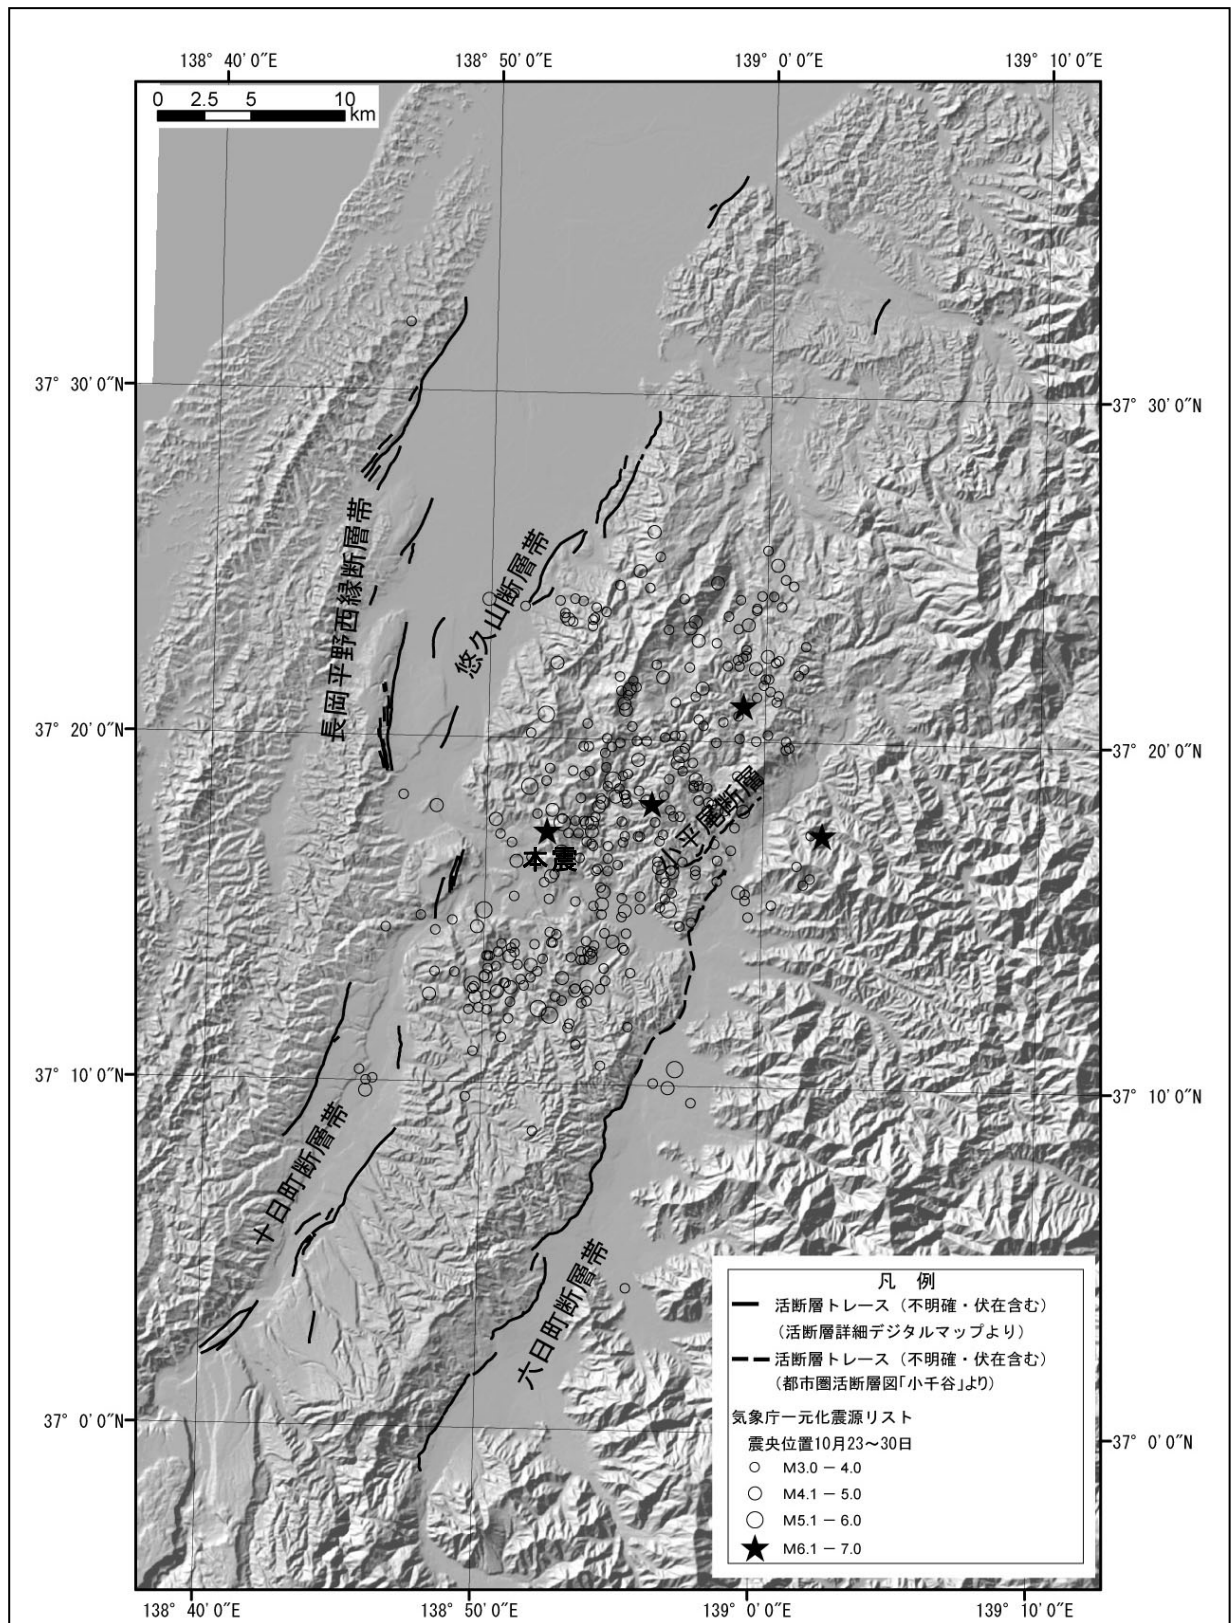 138° 40' 0"E
138° 50' 0"E
139° 0' 0"E
139° 10' 0"E
0 2.5 5 10
km
37° 30' 0"N
37° 30' 0"N
長岡平野西縁断層帯
悠久山断層帯
37° 20' 0"N
37° 20' 0"N
小平尾断層
本震
37° 10' 0"N
37° 10' 0"N
十日町断層帯
六日町断層帯
37° 0' 0"N
37° 0' 0"N
凡 例
活断層トレース (不明確・伏在含む)
(活断層詳細デジタルマップより)
活断層トレース (不明確・伏在含む)
(都市圏活断層図「小千谷」より)
気象庁一元化震源リスト
震央位置10月23~30日
M3.0 - 4.0
M4.1 - 5.0
M5.1 - 6.0
M6.1 - 7.0
138° 40' 0"E
138° 50' 0"E
139° 0' 0"E
139° 10' 0"E